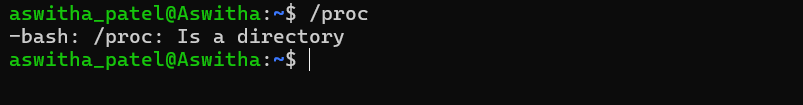 aswitha_patel@Aswitha:~$ /proc
-bash: /proc: Is a directory
aswitha_patel@Aswitha:~$